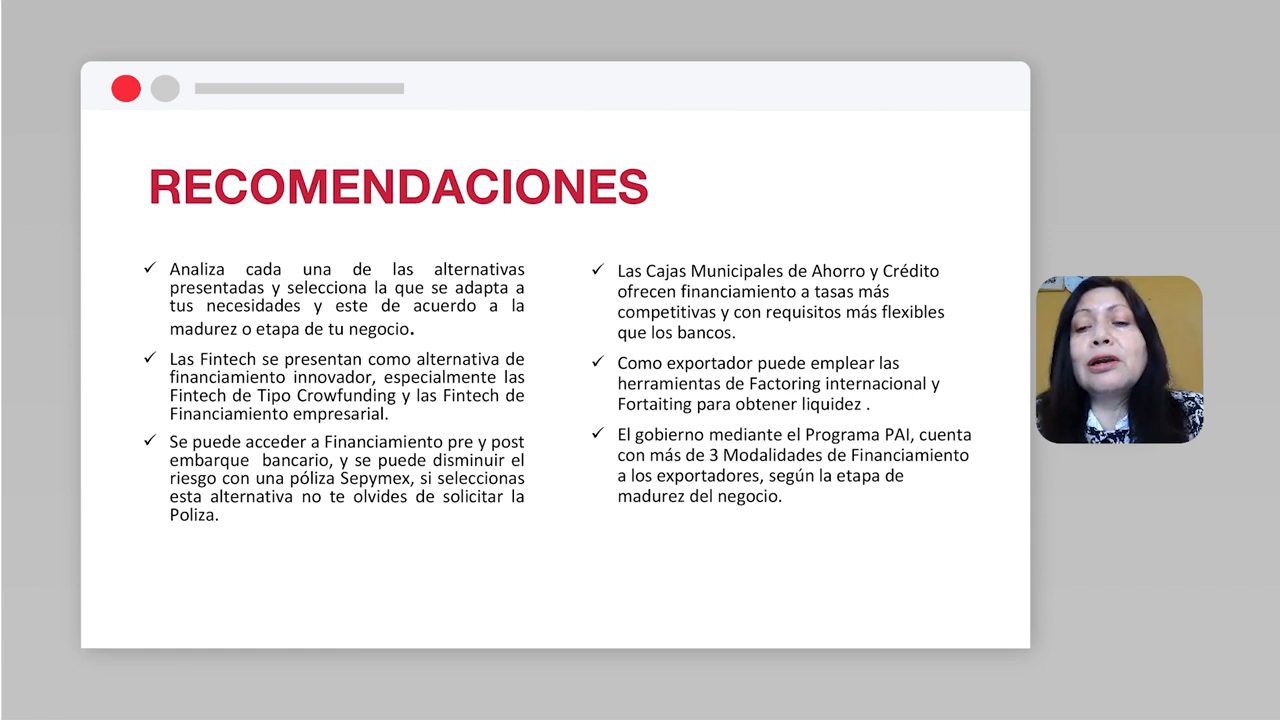 RECOMENDACIONES
✓ Analiza cada una de las alternativas
presentadas y selecciona la que se adapta a
tus necesidades y este de acuerdo a la
madurez o etapa de tu negocio.
✓ Las Fintech se presentan como alternativa de
financiamiento innovador, especialmente las
Fintech de Tipo Crowfunding y las Fintech de
Financiamiento empresarial.
✓ Se puede acceder a Financiamiento pre y post
embarque bancario, y se puede disminuir el
riesgo con una póliza Sepymex, si seleccionas
esta alternativa no te olvides de solicitar la
Poliza.
✓ Las Cajas Municipales de Ahorro y Crédito
ofrecen financiamiento a tasas más
competitivas y con requisitos más flexibles
que los bancos.
✓ Como exportador puede emplear las
herramientas de Factoring internacional y
Fortaiting para obtener liquidez .
✓ El gobierno mediante el Programa PAI, cuenta
con más de 3 Modalidades de Financiamiento
a los exportadores, según la etapa de
madurez del negocio.